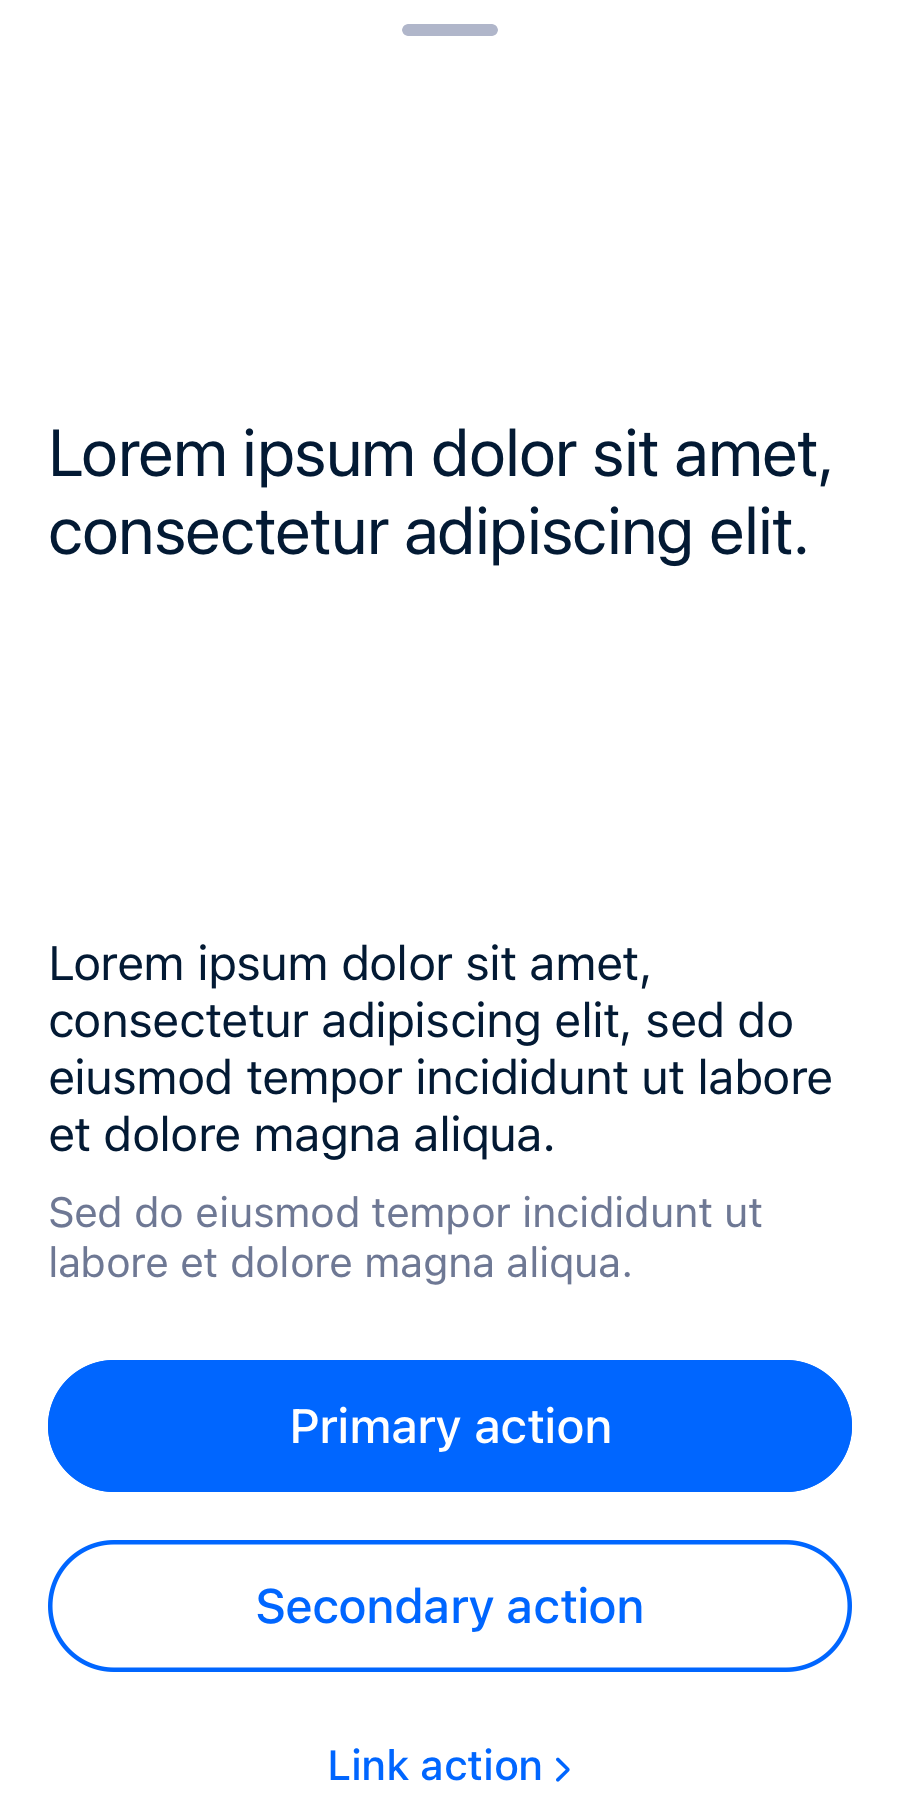 Lorem ipsum dolor sit amet,
consectetur adipiscing elit.
Lorem ipsum dolor sit amet,
consectetur adipiscing elit, sed do
eiusmod tempor incididunt ut labore
et dolore magna aliqua.
Sed do eiusmod tempor incididunt ut
labore et dolore magna aliqua.
Primary action
Secondary action
Link action